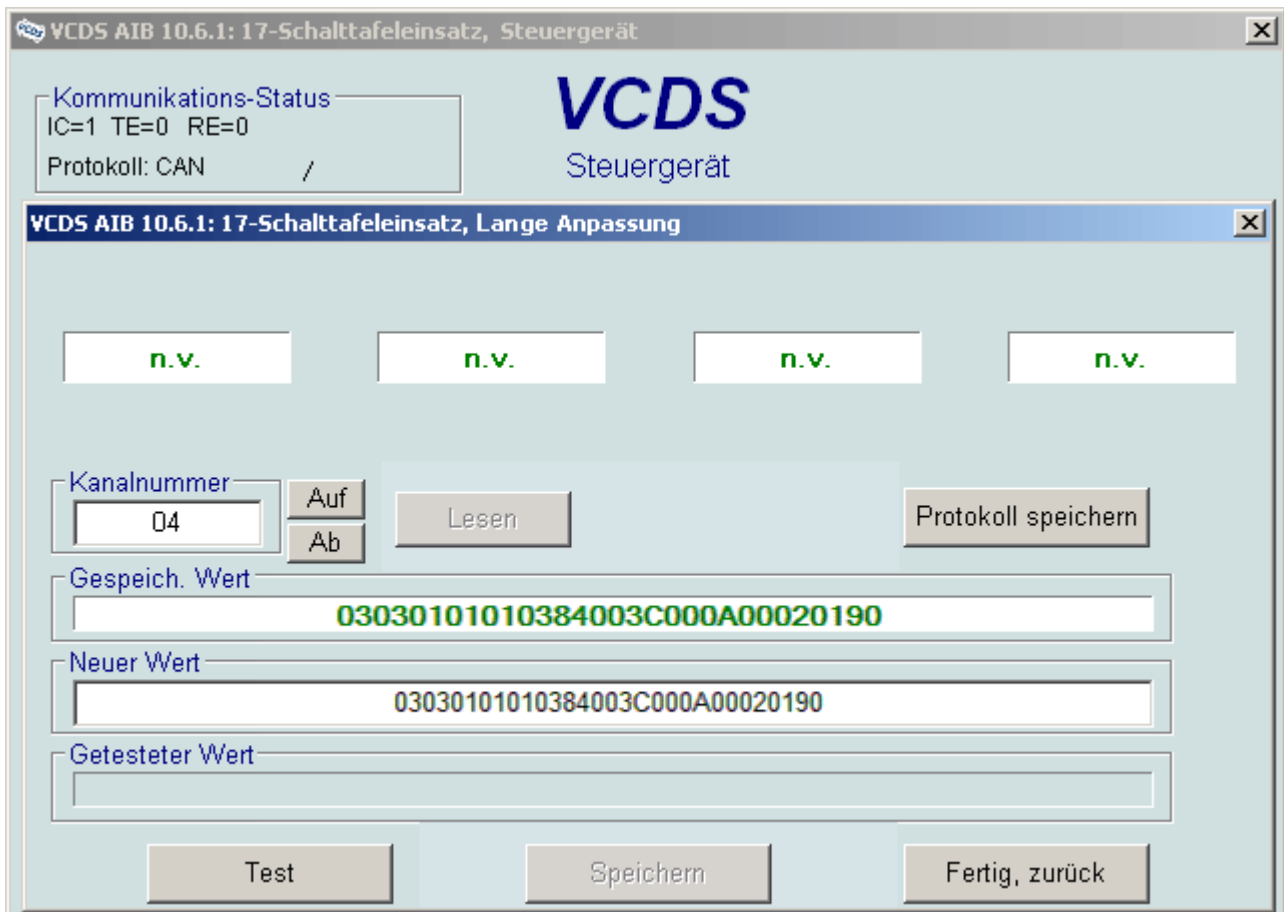 VCDS AIB 10.6.1: 17-Schalttafeleinsatz, Steuergerät
Kommunikations-Status
IC=1 TE=0 RE=0
Protokoll: CAN /
VCDS
Steuergerät
VCDS AIB 10.6.1: 17-Schalttafeleinsatz, Lange Anpassung
n.v. n.v. n.v. n.v.
Kanalnummer
04
Auf
Ab
Lesen
Protokoll speichern
Gespeich. Wert
03030101010384003C000A00020190
Neuer Wert
03030101010384003C000A00020190
Getesteter Wert
Test
Speichern
Fertig, zurück